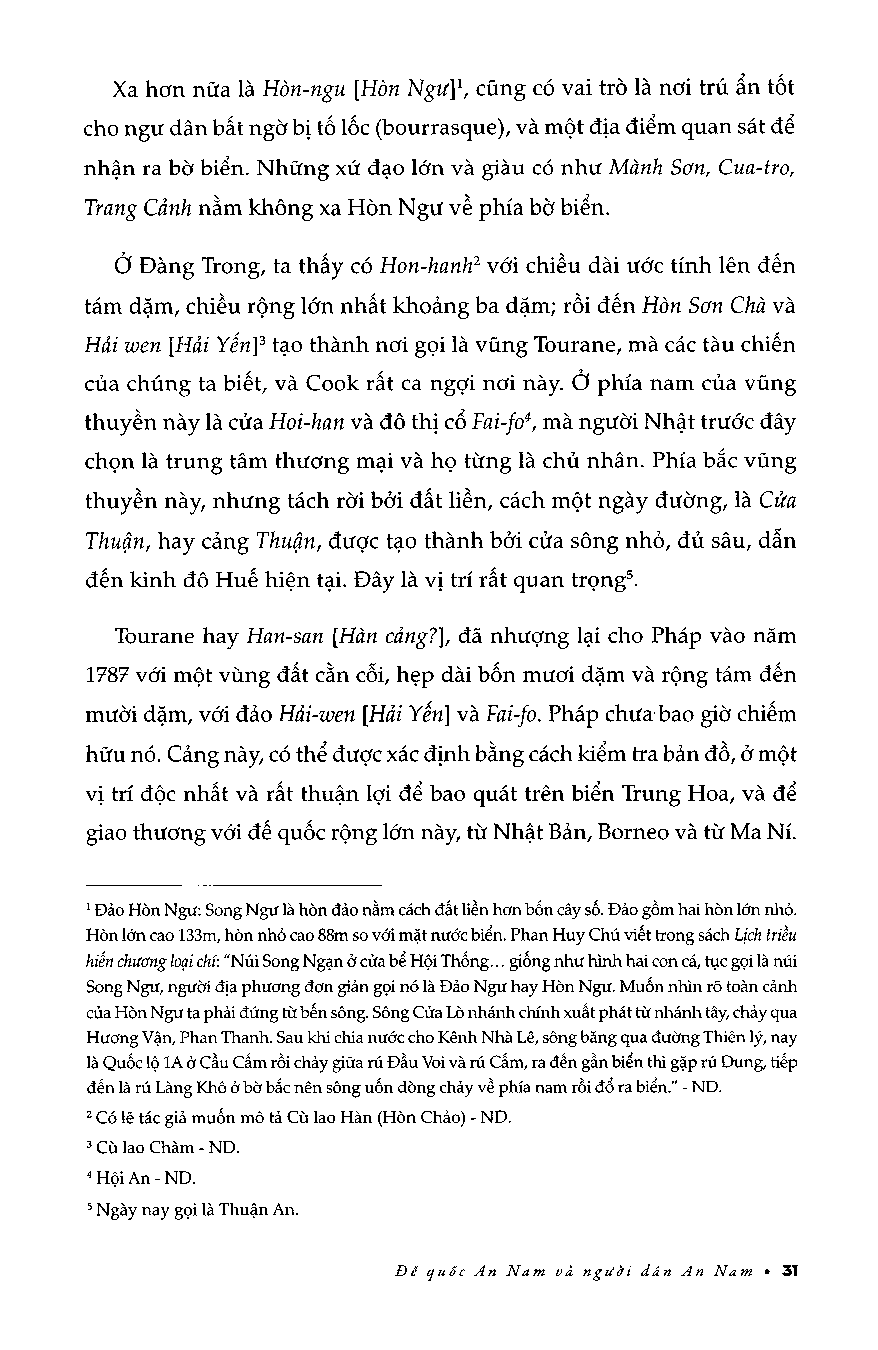 Xa hơn nữa là Hòn-ngu [Hòn Ngư]¹, cũng có vai trò là nơi trú ẩn tốt
cho ngư dân bất ngờ bị tố lốc (bourrasque), và một địa điểm quan sát để
nhận ra bờ biển. Những xứ đạo lớn và giàu có như Mành Sơn, Cua-tro,
Trang Cảnh nằm không xa Hòn Ngư về phía bờ biển.
Ở Đàng Trong, ta thấy có Hon-hanh² với chiều dài ước tính lên đến
tám dặm, chiều rộng lớn nhất khoảng ba dặm; rồi đến Hòn Sơn Chà và
Hải wen [Hải Yến]³ tạo thành nơi gọi là vũng Tourane, mà các tàu chiến
của chúng ta biết, và Cook rất ca ngợi nơi này. Ở phía nam của vũng
thuyền này là cửa Hoi-han và đô thị cổ Fai-fo⁴, mà người Nhật trước đây
chọn là trung tâm thương mại và họ từng là chủ nhân. Phía bắc vũng
thuyền này, nhưng tách rời bởi đất liền, cách một ngày đường, là Cửa
Thuận, hay cảng Thuận, được tạo thành bởi cửa sông nhỏ, đủ sâu, dẫn
đến kinh đô Huế hiện tại. Đây là vị trí rất quan trọng⁵.
Tourane hay Han-san [Hàn cảng?], đã nhượng lại cho Pháp vào năm
1787 với một vùng đất cằn cỗi, hẹp dài bốn mươi dặm và rộng tám đến
mười dặm, với đảo Hải-wen [Hải Yến] và Fai-fo. Pháp chưa bao giờ chiếm
hữu nó. Cảng này, có thể được xác định bằng cách kiểm tra bản đồ, ở một
vị trí độc nhất và rất thuận lợi để bao quát trên biển Trung Hoa, và để
giao thương với đế quốc rộng lớn này, từ Nhật Bản, Borneo và từ Ma Ní.
¹ Đảo Hòn Ngư: Song Ngư là hòn đảo nằm cách đất liền hơn bốn cây số. Đảo gồm hai hòn lớn nhỏ.
Hòn lớn cao 133m, hòn nhỏ cao 88m so với mặt nước biển. Phan Huy Chú viết trong sách Lịch triều
hiến chương loại chí: "Núi Song Ngạn ở cửa bể Hội Thống... giống như hình hai con cá, tục gọi là núi
Song Ngư, người địa phương đơn giản gọi nó là Đảo Ngư hay Hòn Ngư. Muốn nhìn rõ toàn cảnh
của Hòn Ngư ta phải đứng từ bến sông. Sông Cửa Lò nhánh chính xuất phát từ nhánh tây, chảy qua
Hương Vận, Phan Thanh. Sau khi chia nước cho Kênh Nhà Lê, sông băng qua đường Thiên lý, nay
là Quốc lộ 1A ở Cầu Cấm rồi chảy giữa rú Đầu Voi và rú Cấm, ra đến gần biển thì gặp rú Dung, tiếp
đến là rú Làng Khô ở bờ bắc nên sông uốn dòng chảy về phía nam rồi đổ ra biển." - ND.
² Có lẽ tác giả muốn mô tả Cù lao Hàn (Hòn Chảo) - ND.
³ Cù lao Chàm - ND.
⁴ Hội An - ND.
⁵ Ngày nay gọi là Thuận An.
Đế quốc An Nam và người dân An Nam • 31